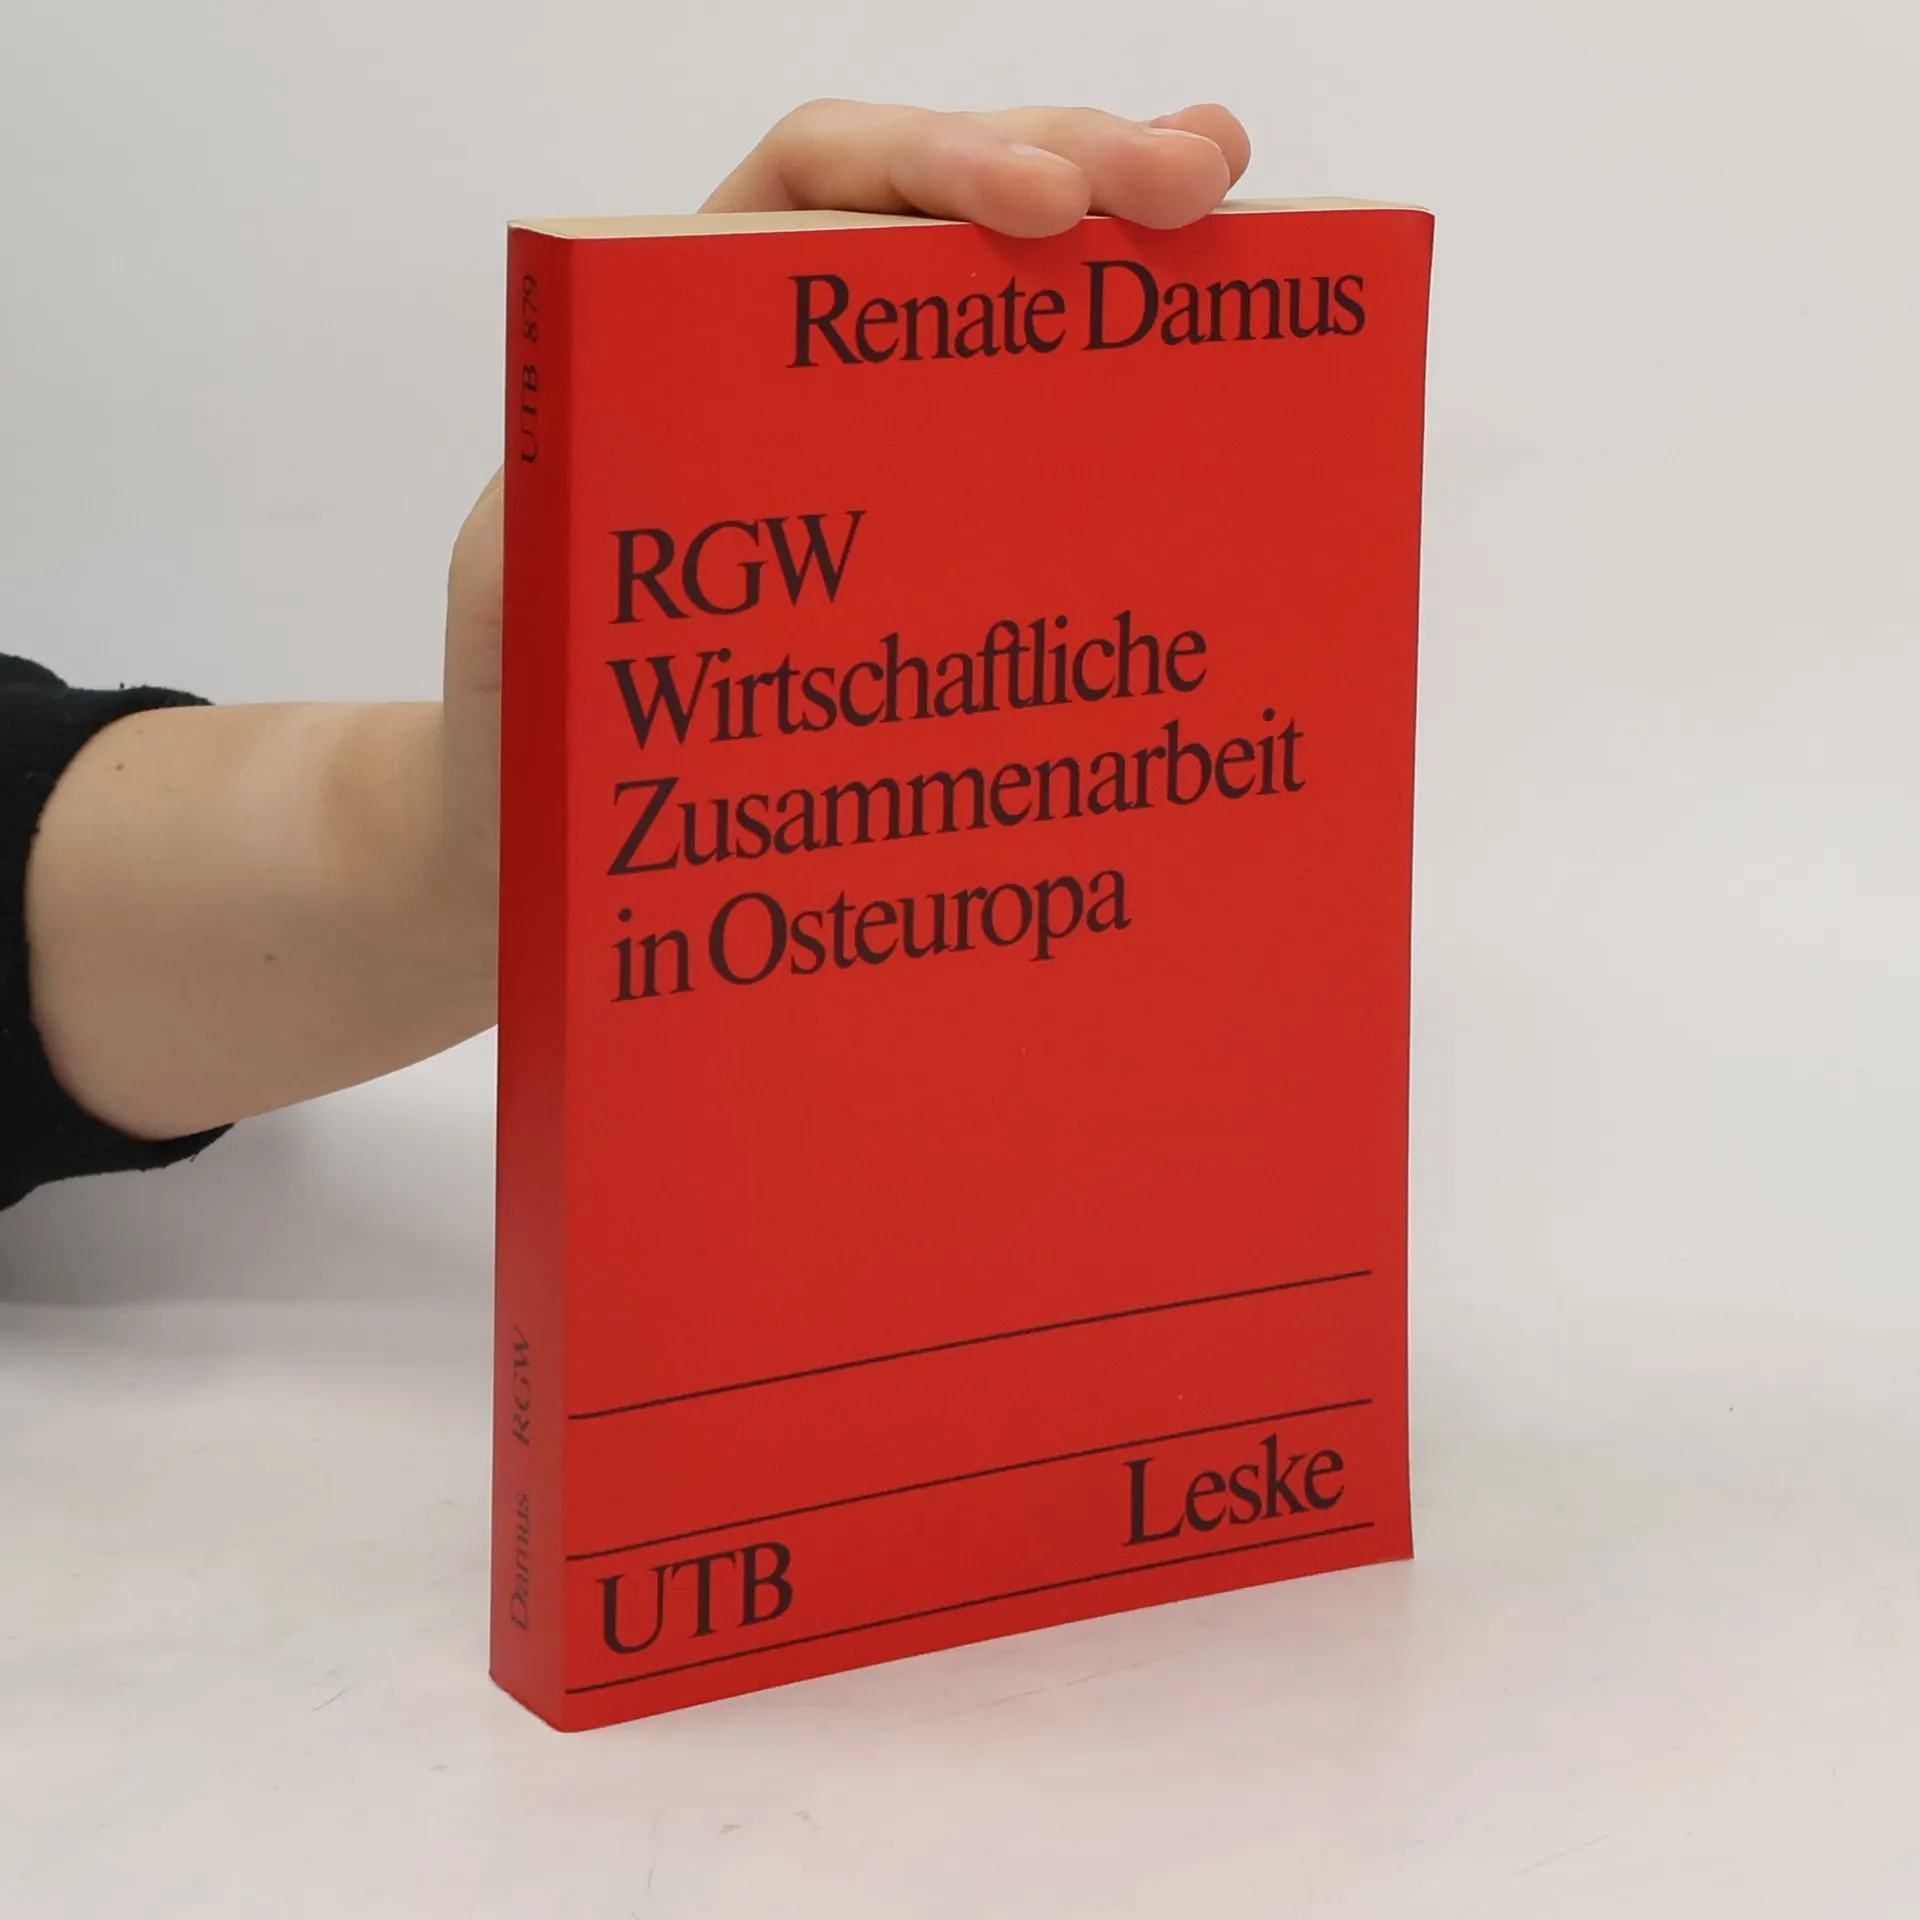 Renate Damus
RGW
Wirtschaftliche
Zusammenarbeit
in Osteuropa
Leske
UTB
Damus RGW
UTB 879